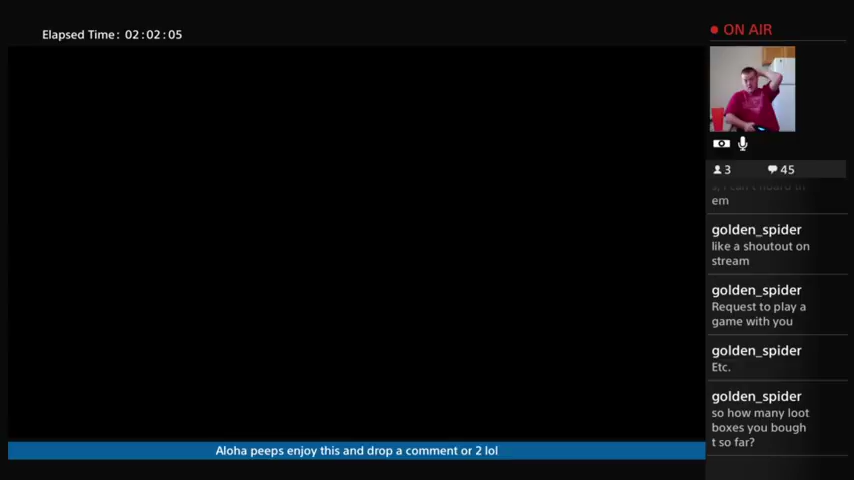 Elapsed Time: 02:02:05
ON AIR
3 45
em
golden_spider
like a shoutout on
stream
golden_spider
Request to play a
game with you
golden_spider
Etc.
golden_spider
so how many loot
boxes you bough
t so far?
Aloha peeps enjoy this and drop a comment or 2 lol